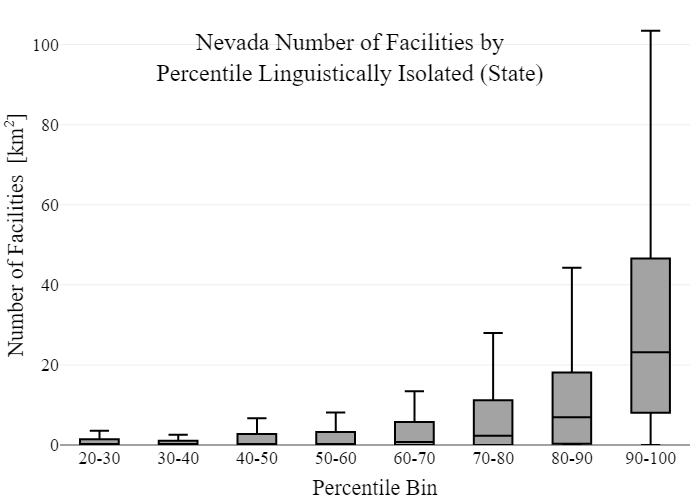 Nevada Number of Facilities by
Percentile Linguistically Isolated (State)
Number of Facilities [km²]
100
80
60
40
20
0
20-30 30-40 40-50 50-60 60-70 70-80 80-90 90-100
Percentile Bin